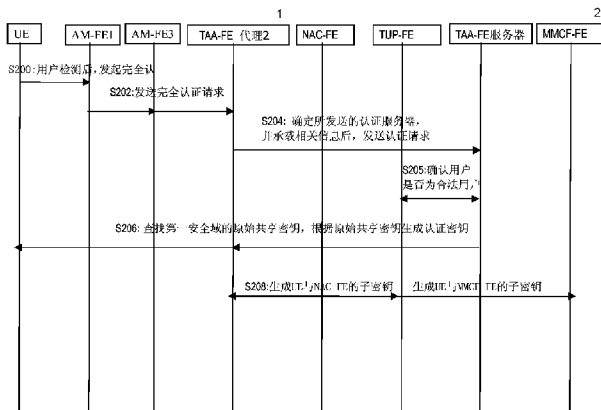 1
2
UE
AM-FE1
AM-FE3
TAA-FE 代理2
NAC-FE
TUP-FE
TAA-FE服务器
MMCF-FE
S200:用户检测后,发起完全认
S202:发送完全认证请求
S204: 确定所发送的认证服务器,
并承载相关信息后,发送认证请求
S205:确认用户
是否为合法用户
S206: 查找第一安全域的原始共享密钥, 根据原始共享密钥生成认证密钥
S208:生成UE与NAC-FE的子密钥
生成UE与MMCF-FE的子密钥